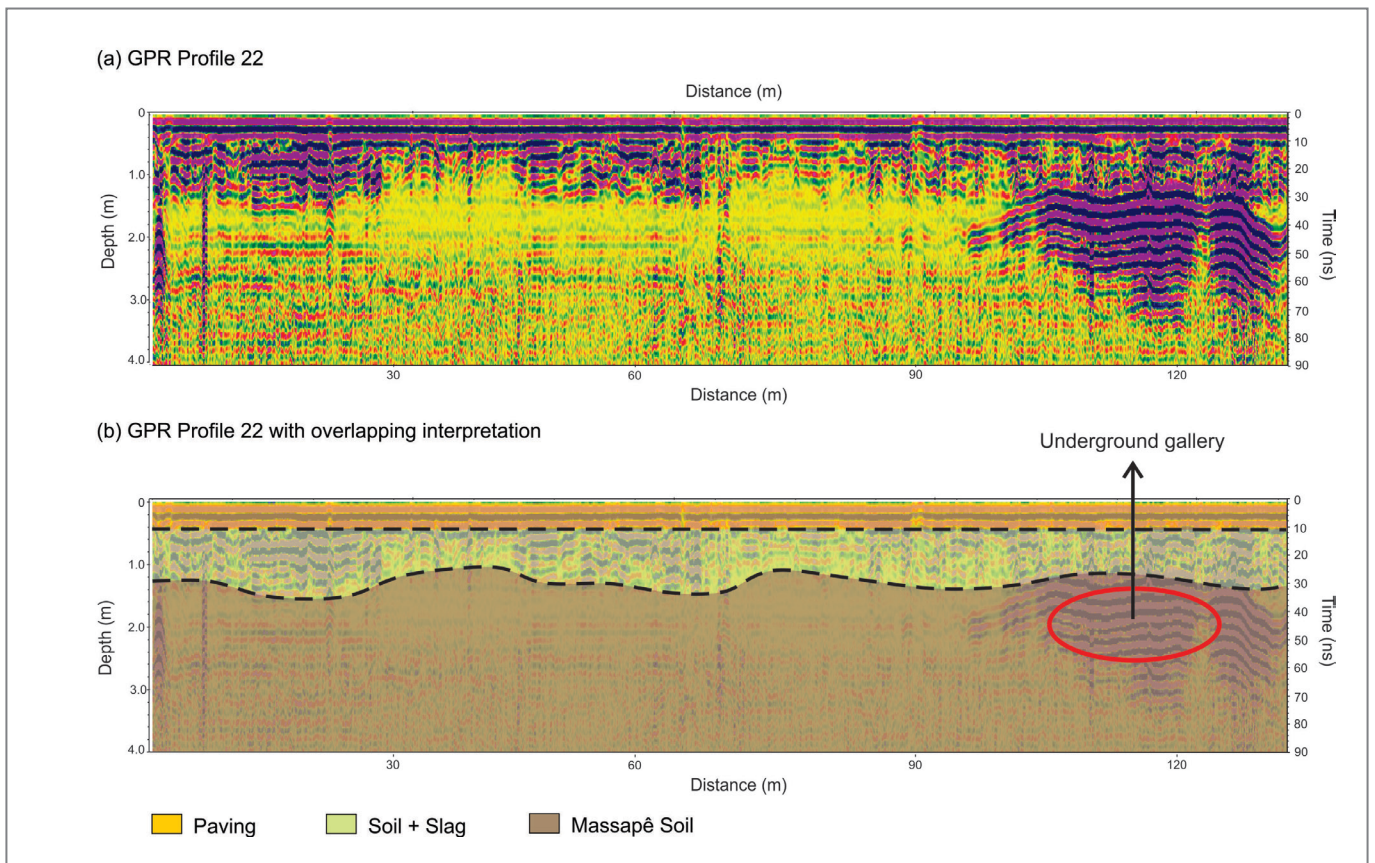 (a) GPR Profile 22
Distance (m)
0
1.0
2.0
3.0
4.0
Depth (m)
0
10
20
30
40
50
60
70
80
90
Time (ns)
30
60
90
120
Distance (m)
(b) GPR Profile 22 with overlapping interpretation
Underground gallery
0
1.0
2.0
3.0
4.0
Depth (m)
0
10
20
30
40
50
60
70
80
90
Time (ns)
30
60
90
120
Distance (m)
Paving
Soil + Slag
Massapê Soil